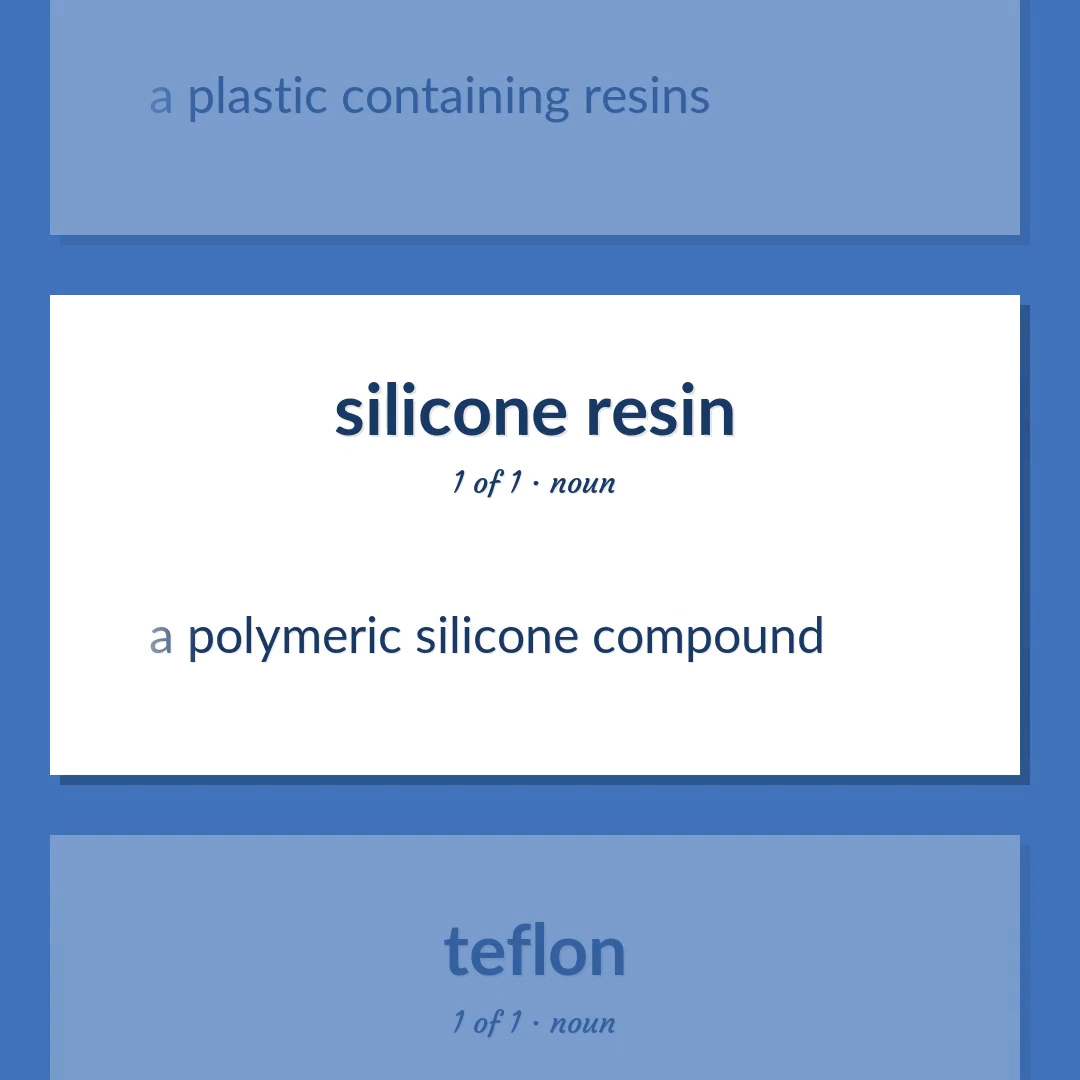 a plastic containing resins
silicone resin
1 of 1 · noun
a polymeric silicone compound
teflon
1 of 1 · noun